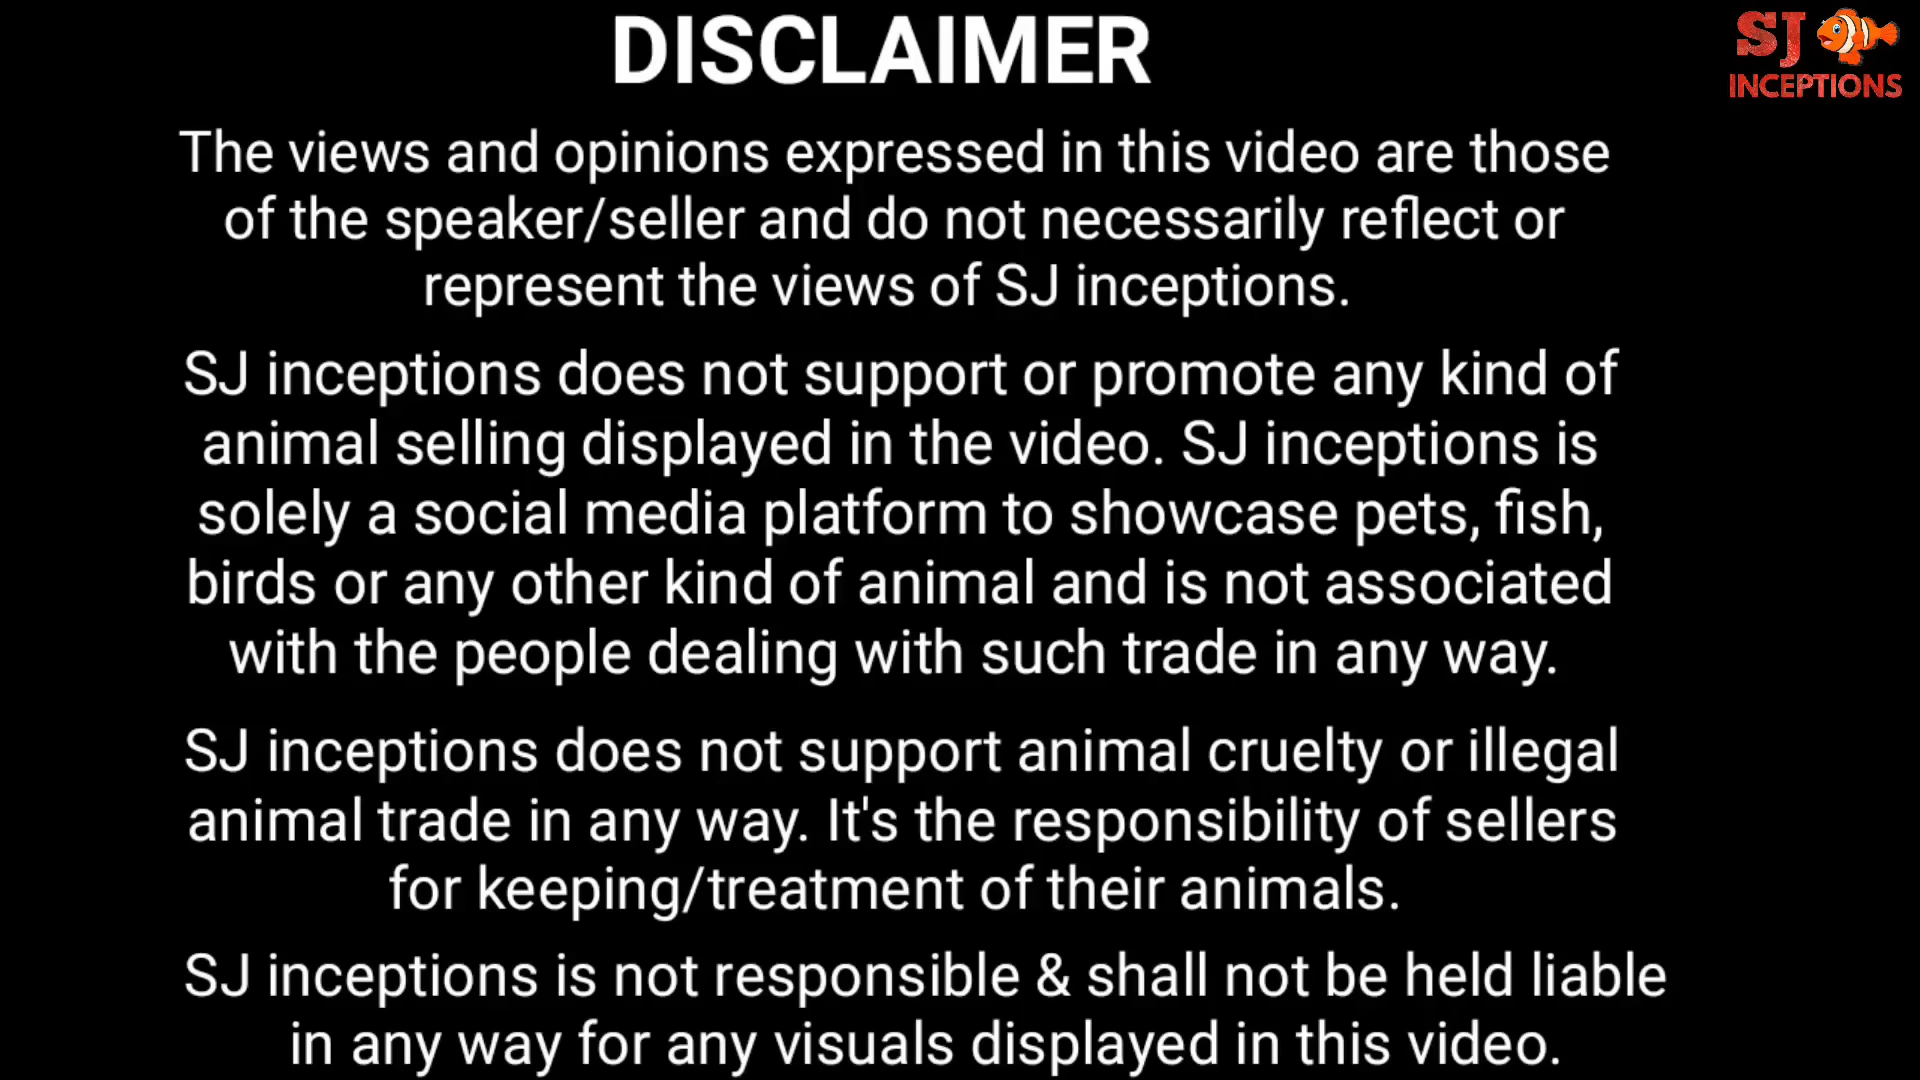 DISCLAIMER
SJ
INCEPTIONS
The views and opinions expressed in this video are those
of the speaker/seller and do not necessarily reflect or
represent the views of SJ inceptions.
SJ inceptions does not support or promote any kind of
animal selling displayed in the video. SJ inceptions is
solely a social media platform to showcase pets, fish,
birds or any other kind of animal and is not associated
with the people dealing with such trade in any way.
SJ inceptions does not support animal cruelty or illegal
animal trade in any way. It's the responsibility of sellers
for keeping/treatment of their animals.
SJ inceptions is not responsible & shall not be held liable
in any way for any visuals displayed in this video.